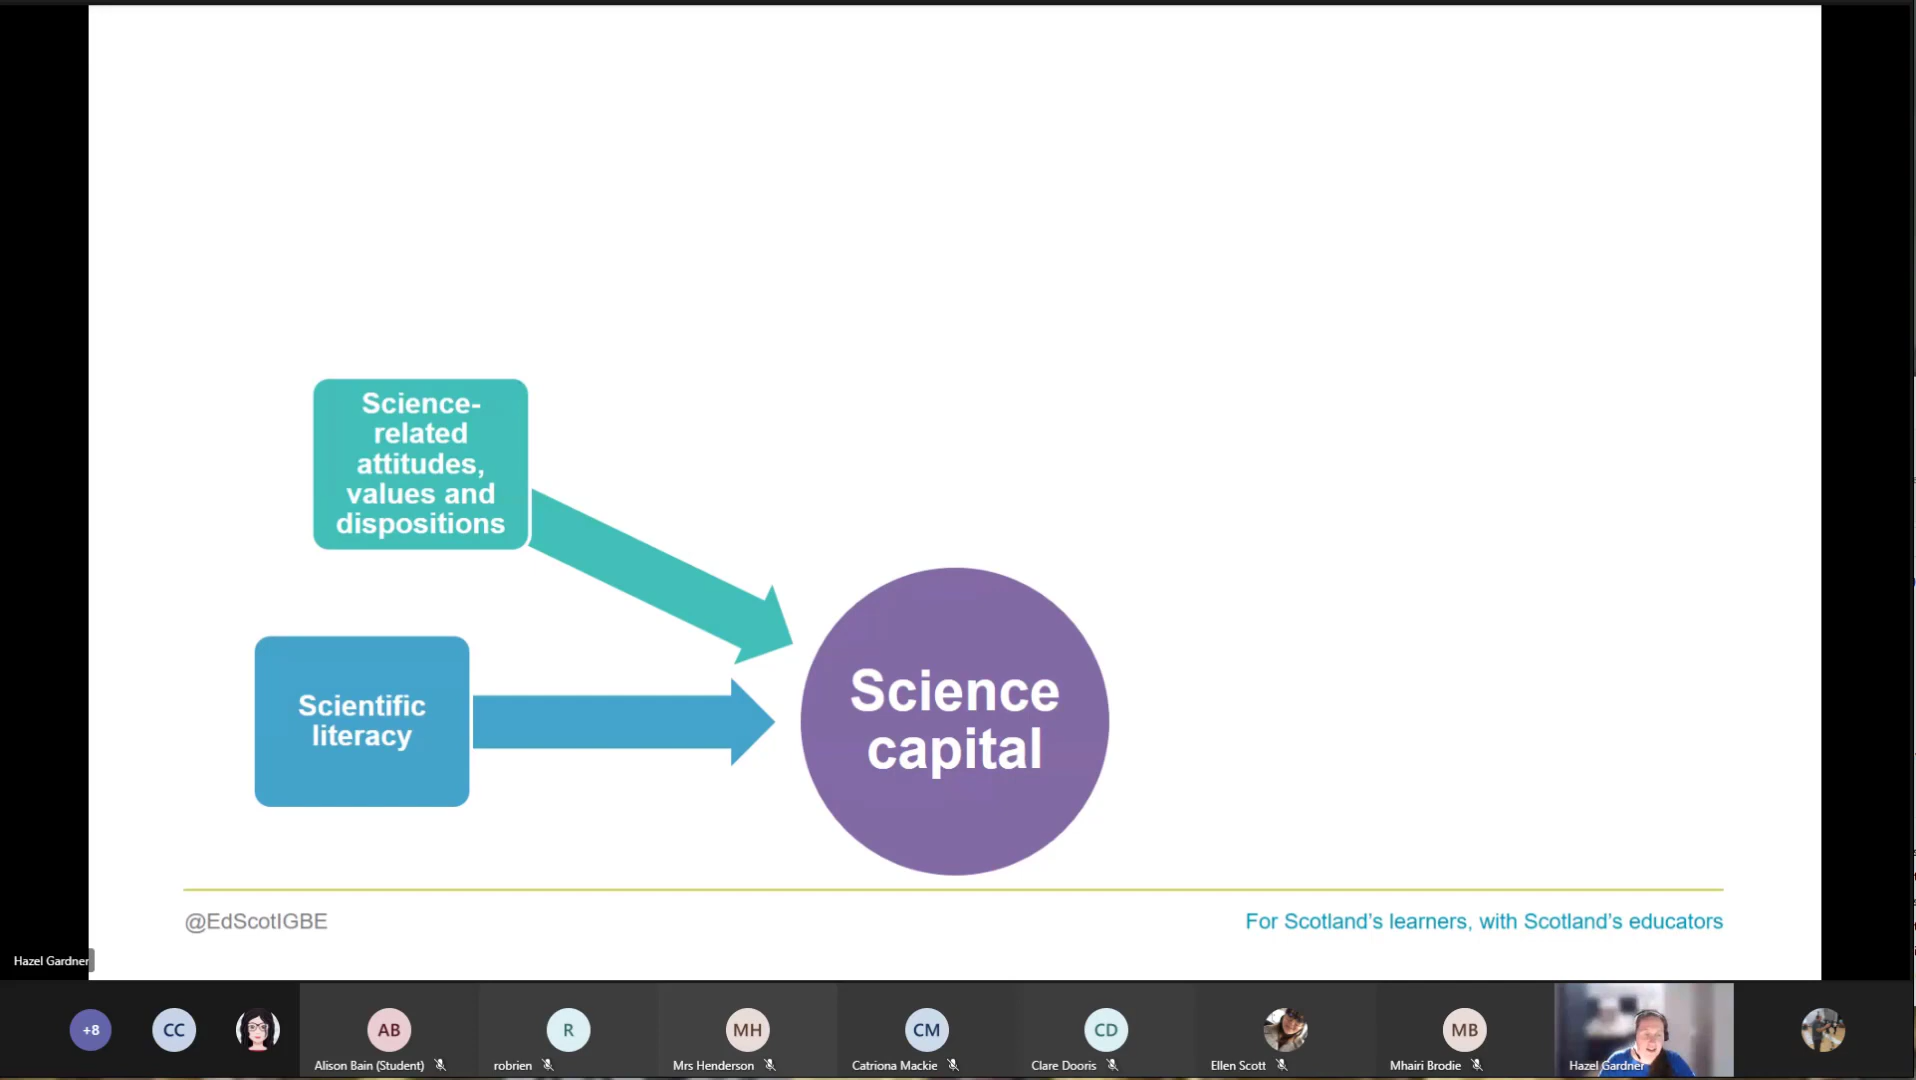 Science-
related
attitudes,
values and
dispositions
Scientific
literacy
Science
capital
@EdScotIGBE
For Scotland's learners, with Scotland's educators
Hazel Gardner
+8
CC
AB
Alison Bain (Student)
R
robrien
MH
Mrs Henderson
CM
Catriona Mackie
CD
Clare Dooris
Ellen Scott
MB
Mhairi Brodie
Hazel Gardner